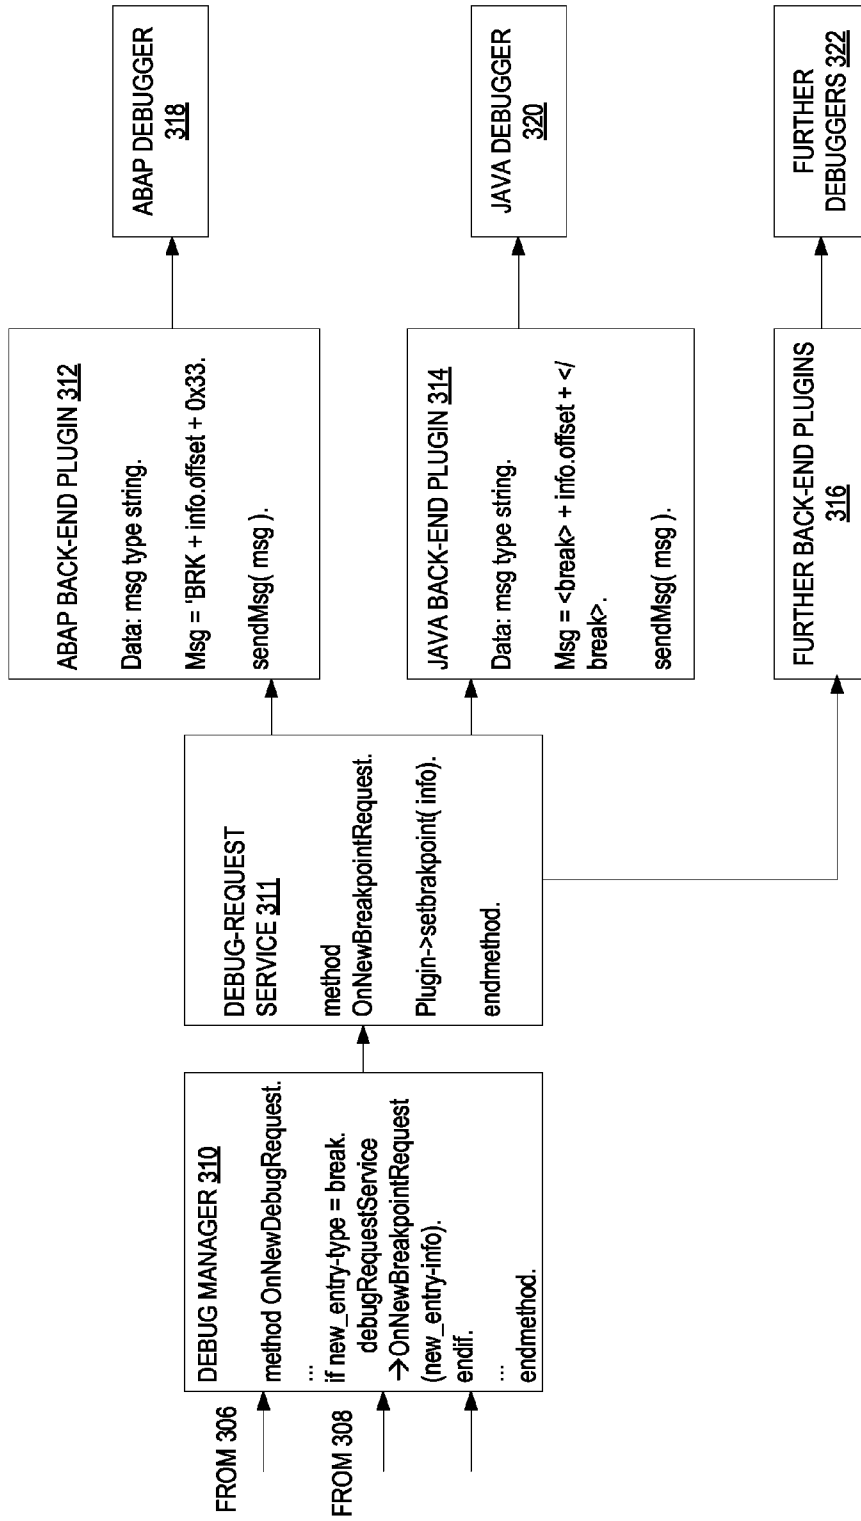 FROM 306
FROM 308
DEBUG MANAGER 310
method OnNewDebugRequest.
...
if new_entry-type = break.
debugRequestService
→OnNewBreakpointRequest
(new_entry-info).
endif.
...
endmethod.
DEBUG-REQUEST
SERVICE 311
method
OnNewBreakpointRequest.
Plugin->setbrakpoint( info).
endmethod.
ABAP BACK-END PLUGIN 312
Data: msg type string.
Msg = 'BRK + info.offset + 0x33.
sendMsg( msg ).
JAVA BACK-END PLUGIN 314
Data: msg type string.
Msg = <break> + info.offset + </
break>.
sendMsg( msg ).
FURTHER BACK-END PLUGINS
316
ABAP DEBUGGER
318
JAVA DEBUGGER
320
FURTHER
DEBUGGERS 322